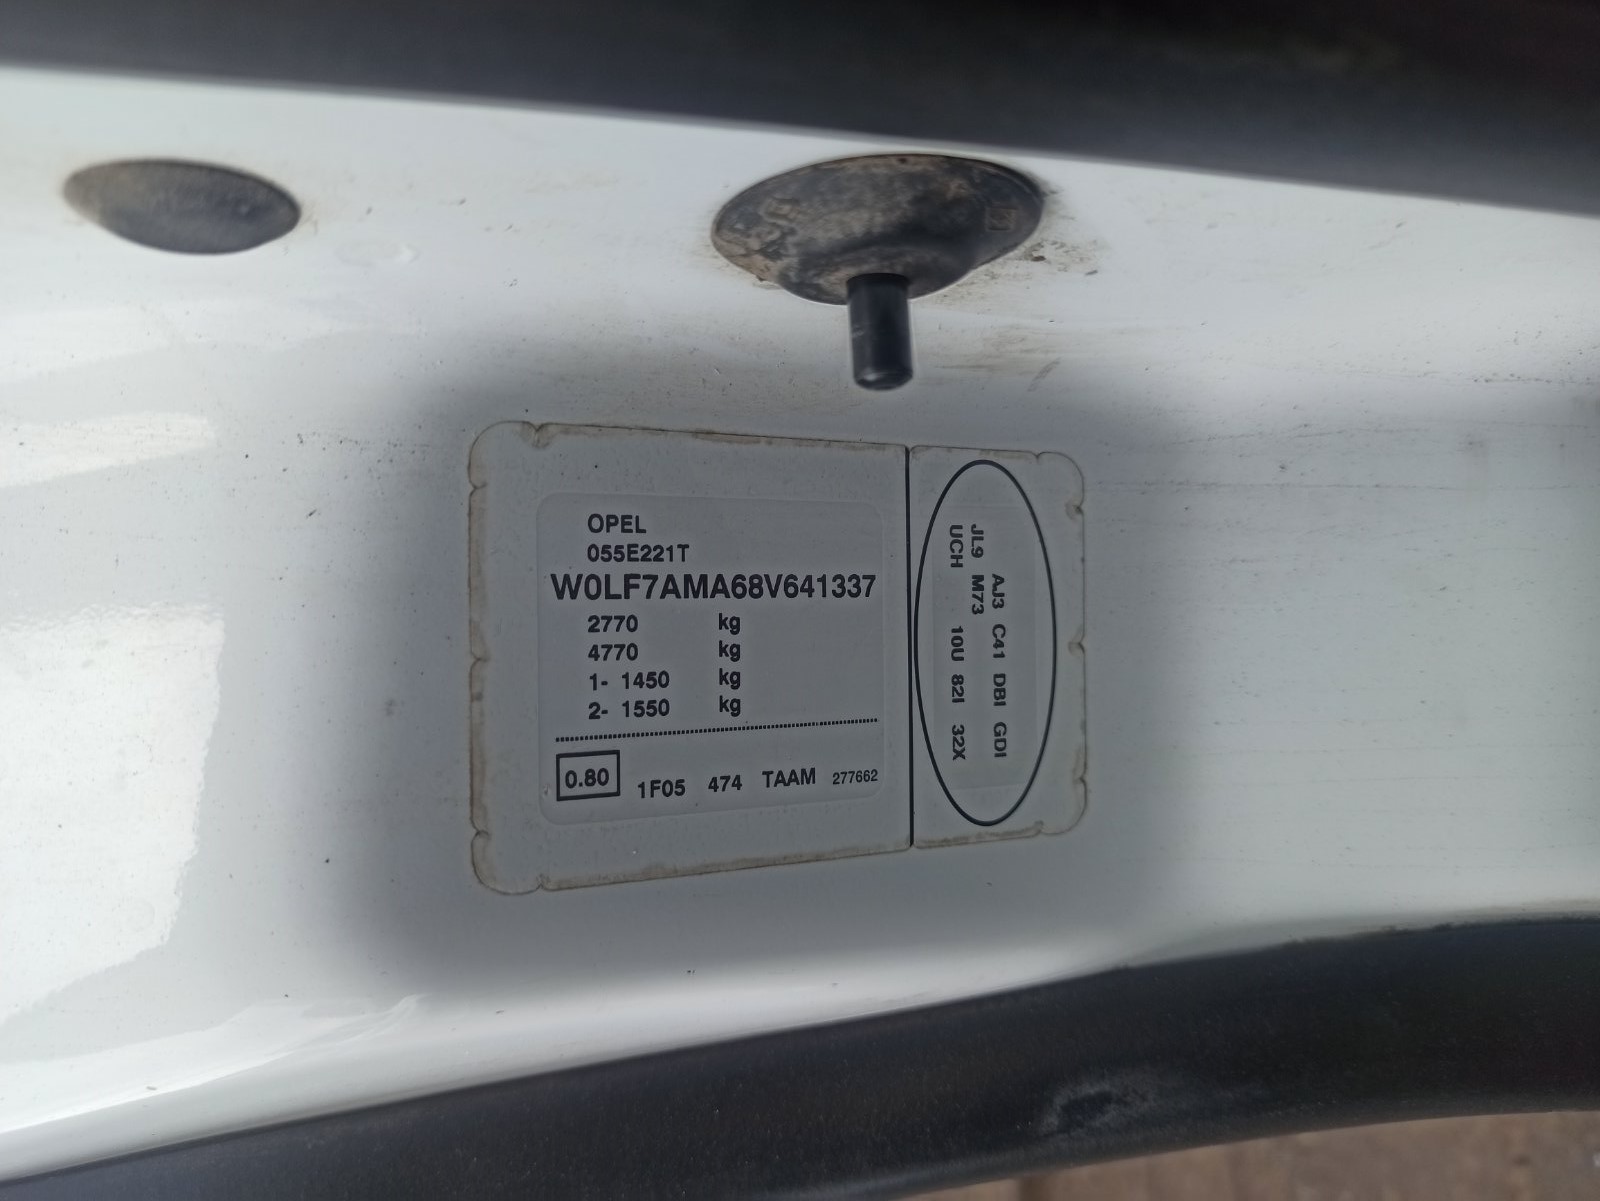 OPEL
055E221T
W0LF7AMA68V641337
2770 kg
4770 kg
1- 1450 kg
2- 1550 kg
0.80 1F05 474 TAAM 277662
AJ3 C41 DBI GDI
JL9 M73
UCH 10U 82I 32X